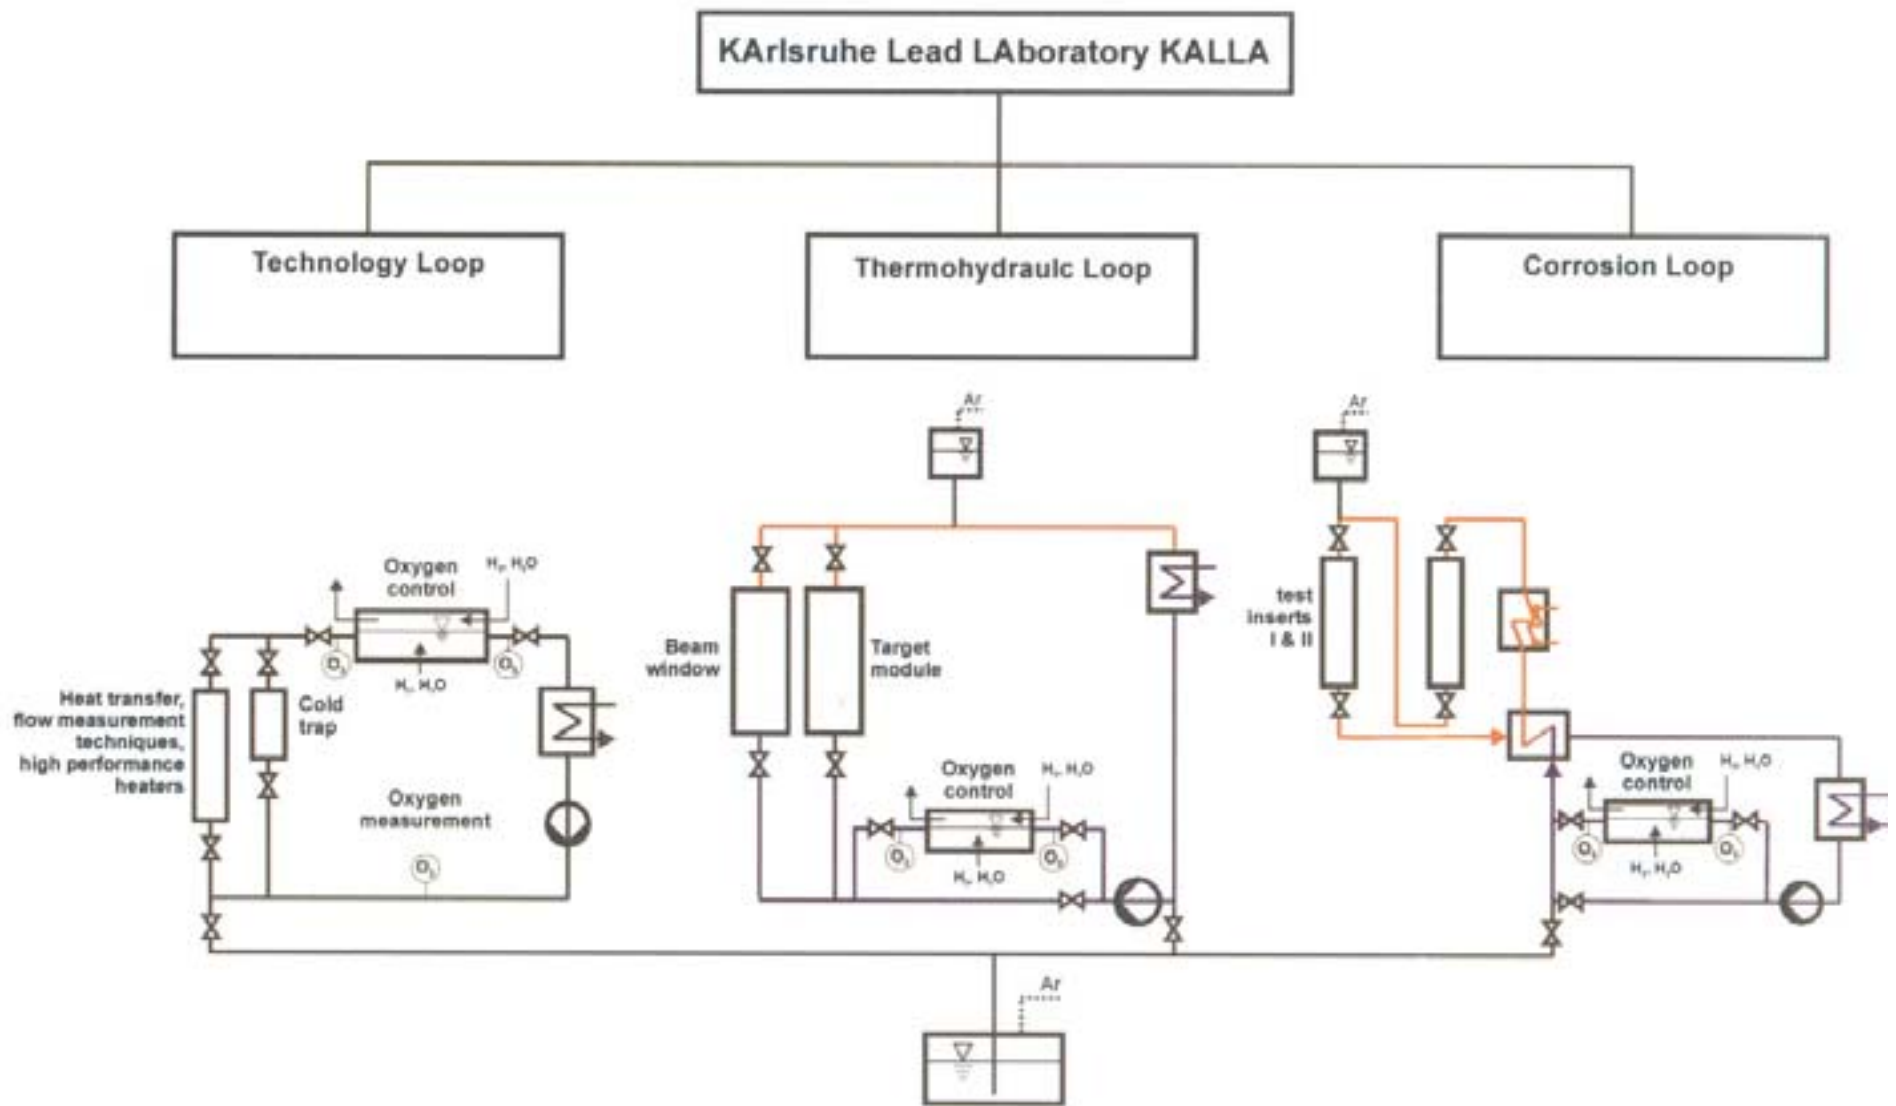 KArlsruhe Lead LAboratory KALLA
Technology Loop
Thermohydraulc Loop
Corrosion Loop
Ar
Ar
Oxygen
control
H₂, H₂O
O₂
O₂
H₂, H₂O
Heat transfer,
flow measurement
techniques,
high performance
heaters
Cold
trap
Oxygen
measurement
O₂
Beam
window
Target
module
Oxygen
control
H₂, H₂O
O₂
O₂
H₂, H₂O
test
inserts
I & II
Oxygen
control
H₂, H₂O
O₂
O₂
H₂, H₂O
Ar